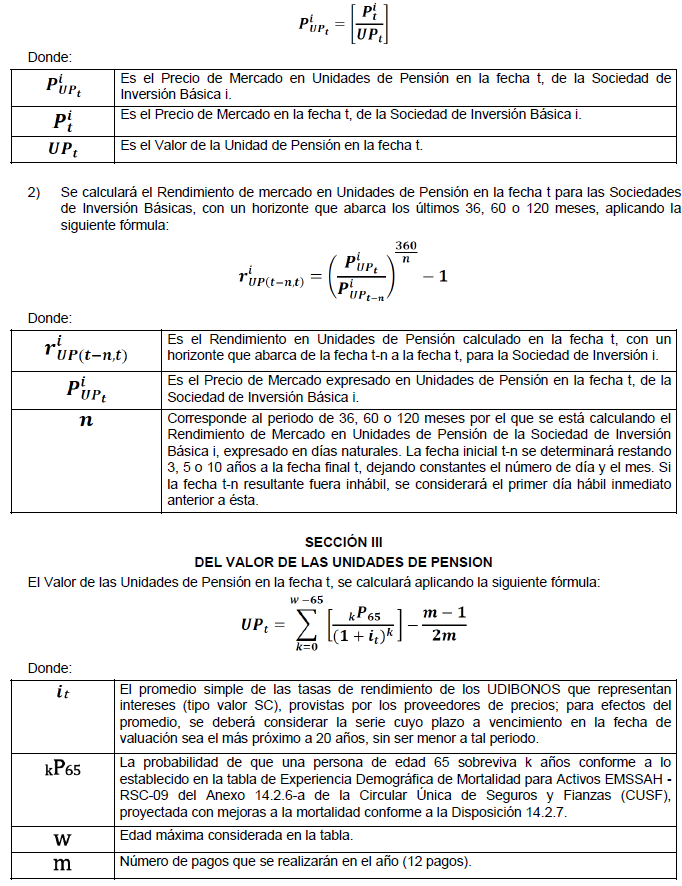 P^i_{UP_t} = [P^i_t / UP_t]
Donde:
P^i_{UP_t} Es el Precio de Mercado en Unidades de Pensión en la fecha t, de la Sociedad de
Inversión Básica i.
P^i_t Es el Precio de Mercado en la fecha t, de la Sociedad de Inversión Básica i.
UP_t Es el Valor de la Unidad de Pensión en la fecha t.
2) Se calculará el Rendimiento de mercado en Unidades de Pensión en la fecha t para las Sociedades
de Inversión Básicas, con un horizonte que abarca los últimos 36, 60 o 120 meses, aplicando la
siguiente fórmula:
r^i_{UP(t−n,t)} = (P^i_{UP_t} / P^i_{UP_{t−n}})^{360/n} − 1
Donde:
r^i_{UP(t−n,t)} Es el Rendimiento en Unidades de Pensión calculado en la fecha t, con un
horizonte que abarca de la fecha t-n a la fecha t, para la Sociedad de Inversión i.
P^i_{UP_t} Es el Precio de Mercado expresado en Unidades de Pensión en la fecha t, de la
Sociedad de Inversión Básica i.
n Corresponde al periodo de 36, 60 o 120 meses por el que se está calculando el
Rendimiento de Mercado en Unidades de Pensión de la Sociedad de Inversión
Básica i, expresado en días naturales. La fecha inicial t-n se determinará restando
3, 5 o 10 años a la fecha final t, dejando constantes el número de día y el mes. Si
la fecha t-n resultante fuera inhábil, se considerará el primer día hábil inmediato
anterior a ésta.
SECCIÓN III
DEL VALOR DE LAS UNIDADES DE PENSION
El Valor de las Unidades de Pensión en la fecha t, se calculará aplicando la siguiente fórmula:
UP_t = ∑_{k=0}^{w−65} [_kP_{65} / (1 + i_t)^k] − (m − 1) / 2m
Donde:
i_t El promedio simple de las tasas de rendimiento de los UDIBONOS que representan
intereses (tipo valor SC), provistas por los proveedores de precios; para efectos del
promedio, se deberá considerar la serie cuyo plazo a vencimiento en la fecha de
valuación sea el más próximo a 20 años, sin ser menor a tal periodo.
_kP_{65} La probabilidad de que una persona de edad 65 sobreviva k años conforme a lo
establecido en la tabla de Experiencia Demográfica de Mortalidad para Activos EMSSAH -
RSC-09 del Anexo 14.2.6-a de la Circular Única de Seguros y Fianzas (CUSF),
proyectada con mejoras a la mortalidad conforme a la Disposición 14.2.7.
w Edad máxima considerada en la tabla.
m Número de pagos que se realizarán en el año (12 pagos).